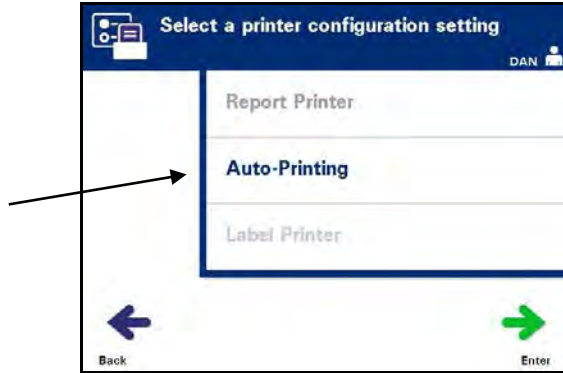 Select a printer configuration setting
DAN
Report Printer
Auto-Printing
Label Printer
Back
Enter